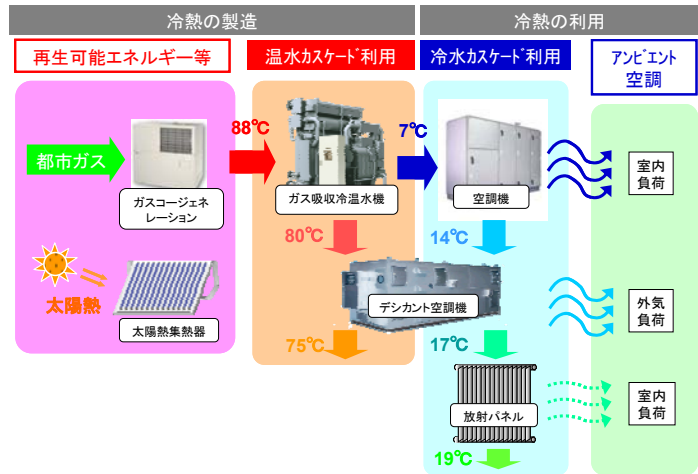 冷熱の製造
冷熱の利用
再生可能エネルギー等
温水カスケード利用
冷水カスケード利用
アンビエント
空調
88℃
7℃
都市ガス
ガスコージェネ
レーション
ガス吸収冷温水機
空調機
室内
負荷
80℃
14℃
太陽熱
太陽熱集熱器
デシカント空調機
外気
負荷
75℃
17℃
放射パネル
室内
負荷
19℃